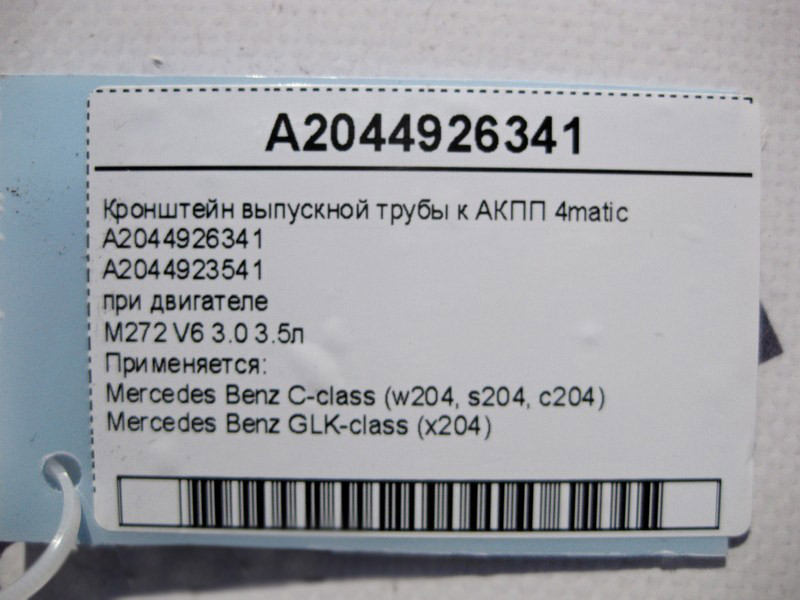 A2044926341
Кронштейн выпускной трубы к АКПП 4matic
A2044926341
A2044923541
при двигателе
M272 V6 3.0 3.5л
Применяется:
Mercedes Benz C-class (w204, s204, c204)
Mercedes Benz GLK-class (x204)